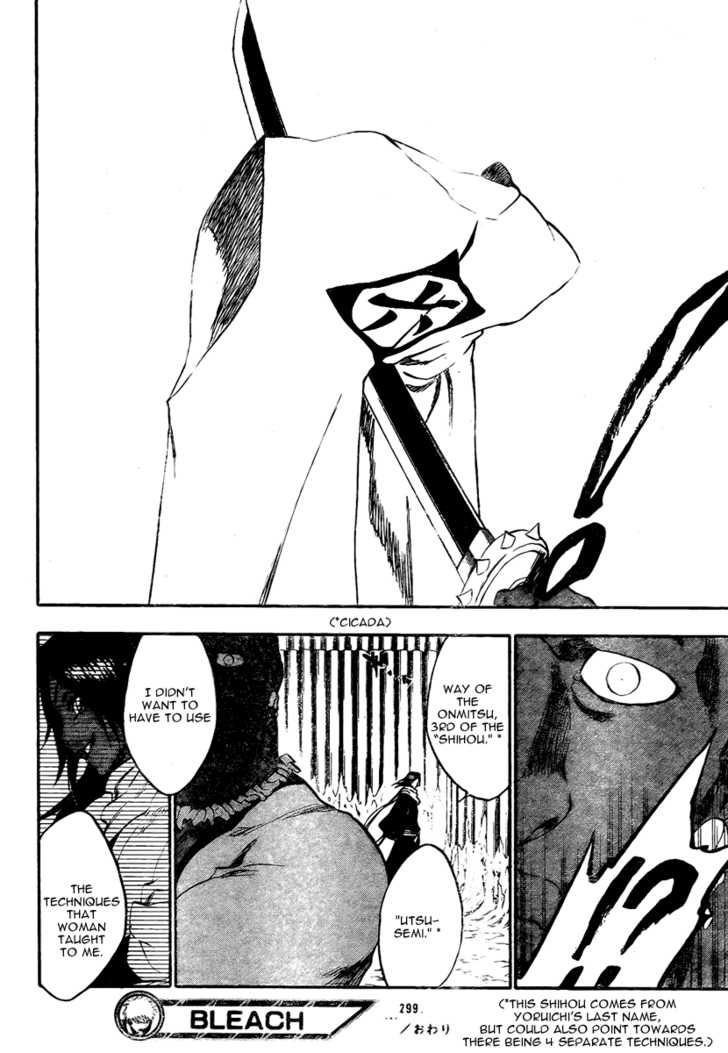 六
(*CICADA)
!?
WAY OF
THE
ONMITSU,
3RD OF THE
"SHIHOU." *
"UTSU-
SEMI." *
I DIDN'T
WANT TO
HAVE TO USE
THE
TECHNIQUES
THAT
WOMAN
TAUGHT
TO ME.
BLEACH
299.
...／おわり
(*THIS SHIHOU COMES FROM
YORUICHI'S LAST NAME,
BUT COULD ALSO POINT TOWARDS
THERE BEING 4 SEPARATE TECHNIQUES.)